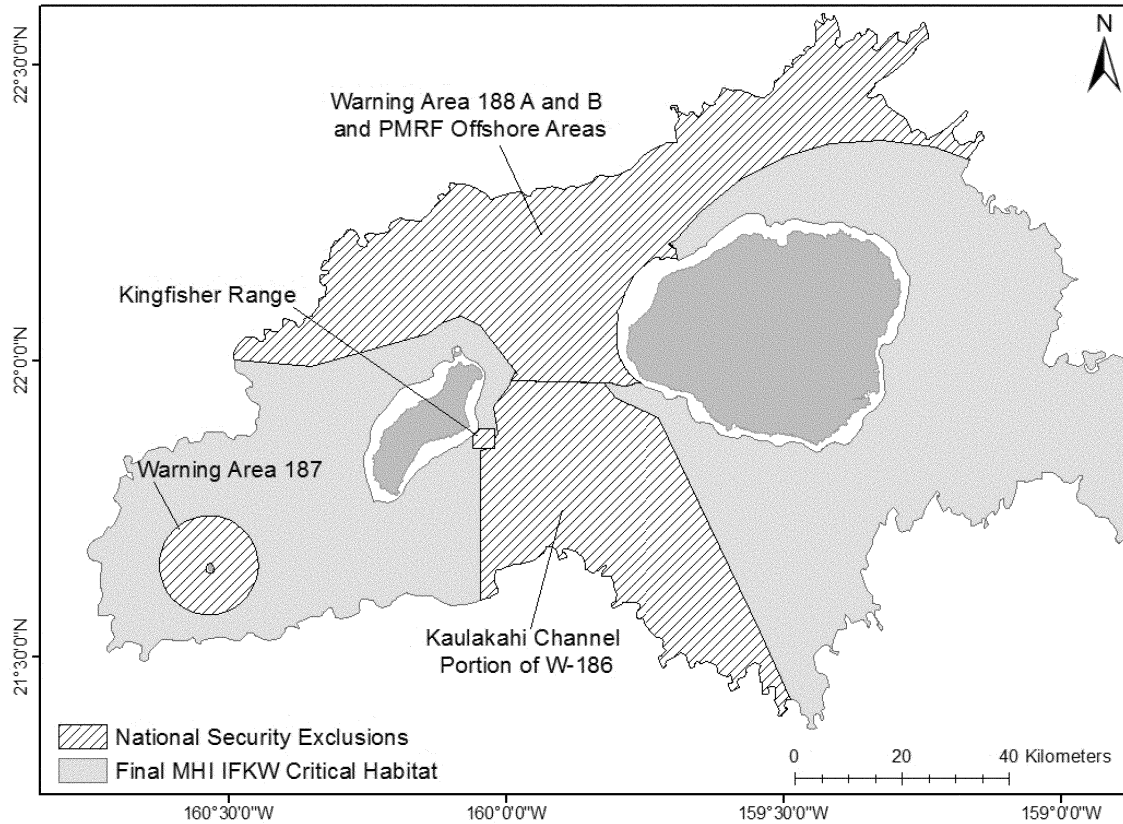 N
22°30'0"N
Warning Area 188 A and B
and PMRF Offshore Areas
Kingfisher Range
22°0'0"N
Warning Area 187
21°30'0"N
Kaulakahi Channel
Portion of W-186
National Security Exclusions
Final MHI IFKW Critical Habitat
0 20 40 Kilometers
160°30'0"W 160°0'0"W 159°30'0"W 159°0'0"W